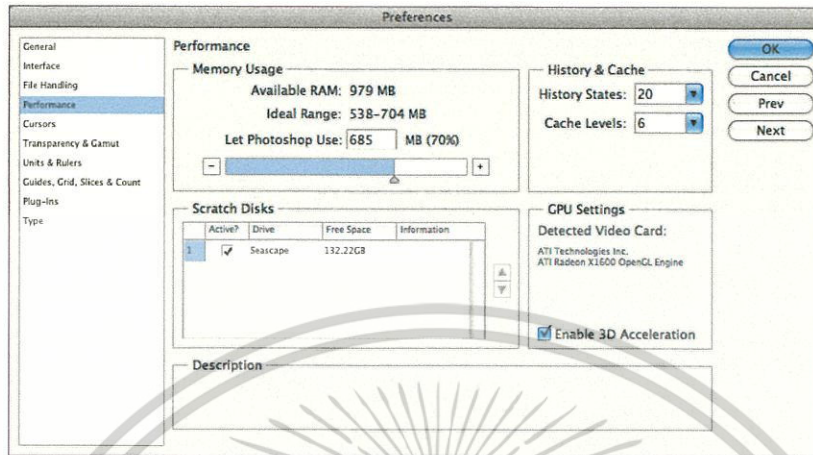 Preferences
General
Interface
File Handling
Performance
Cursors
Transparency & Gamut
Units & Rulers
Guides, Grid, Slices & Count
Plug-Ins
Type
Performance
Memory Usage
Available RAM: 979 MB
Ideal Range: 538-704 MB
Let Photoshop Use: 685 MB (70%)
- +
History & Cache
History States: 20
Cache Levels: 6
OK
Cancel
Prev
Next
Scratch Disks
Active? Drive Free Space Information
1 Seascape 132.22GB
GPU Settings
Detected Video Card:
ATI Technologies Inc.
ATI Radeon X1600 OpenGL Engine
Enable 3D Acceleration
Description